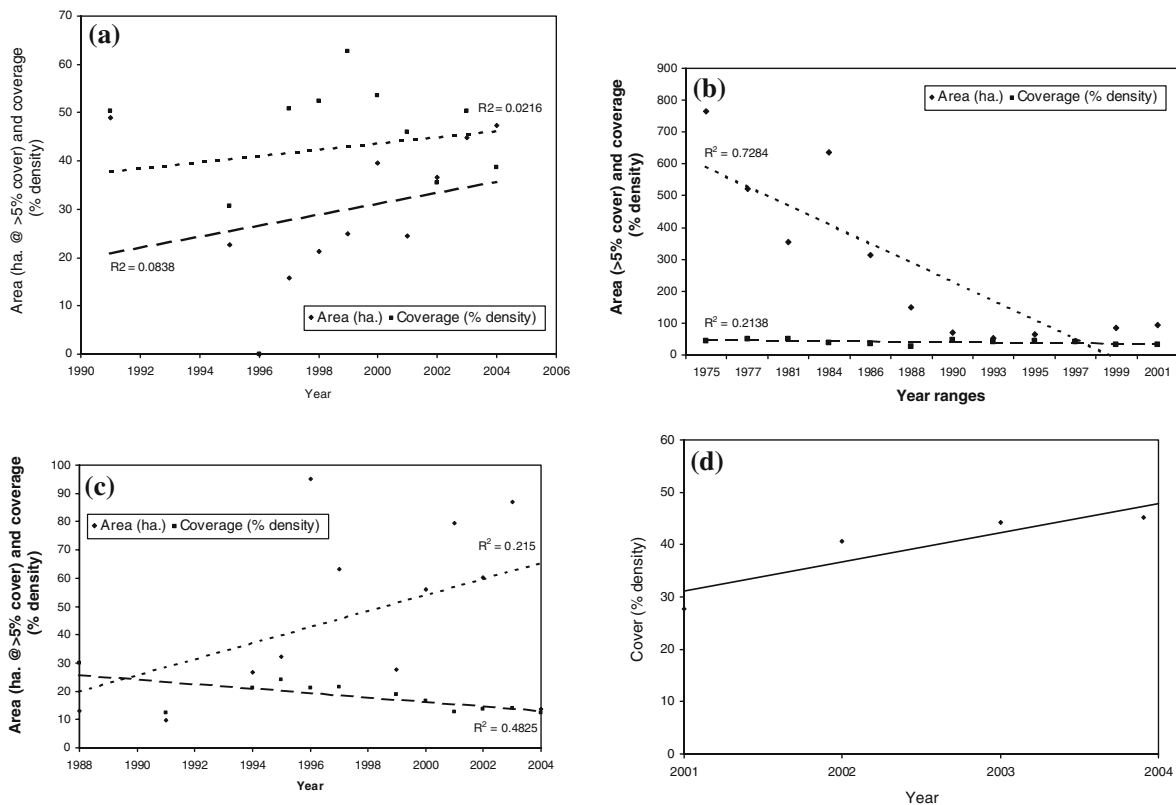 (a)
70
60
50
40
30
20
10
0
Area (ha. @ >5% cover) and coverage
(% density)
R2 = 0.0216
R2 = 0.0838
Area (ha.) Coverage (% density)
1990 1992 1994 1996 1998 2000 2002 2004 2006
Year
(b)
900
800
700
600
500
400
300
200
100
0
Area (>5% cover) and coverage
(% density)
Area (ha.) Coverage (% density)
R² = 0.7284
R² = 0.2138
1975 1977 1981 1984 1986 1988 1990 1993 1995 1997 1999 2001
Year ranges
(c)
100
90
80
70
60
50
40
30
20
10
0
Area (ha. @>5% cover) and coverage
(% density)
Area (ha.) Coverage (% density)
R² = 0.215
R² = 0.4825
1988 1990 1992 1994 1996 1998 2000 2002 2004
Year
(d)
60
50
40
30
20
10
0
Cover (% density)
2001 2002 2003 2004
Year